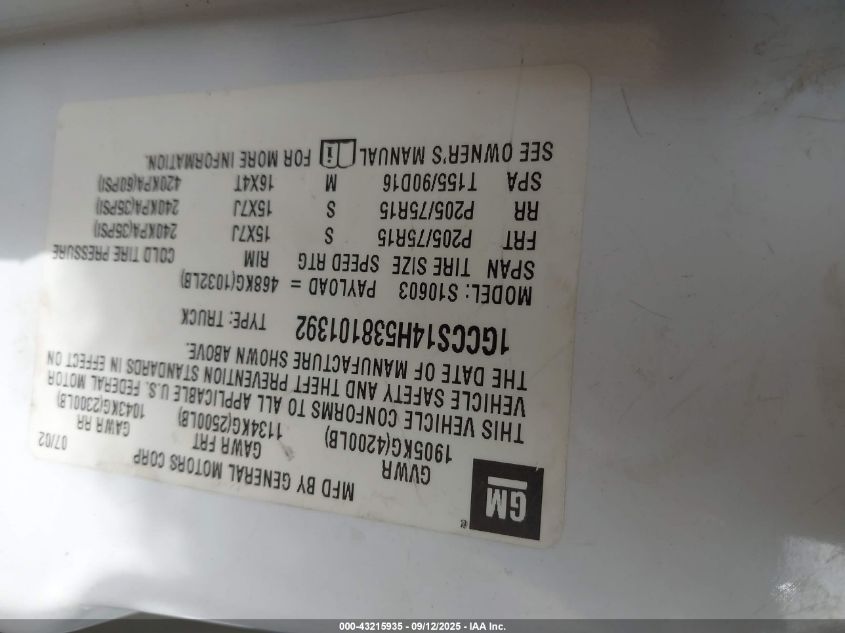 GM
®
MFD BY GENERAL MOTORS CORP
07/02
GVWR GAWR FRT GAWR RR
1905KG(4200LB) 1134KG(2500LB) 1043KG(2300LB)
THIS VEHICLE CONFORMS TO ALL APPLICABLE U.S. FEDERAL MOTOR
VEHICLE SAFETY AND THEFT PREVENTION STANDARDS IN EFFECT ON
THE DATE OF MANUFACTURE SHOWN ABOVE.
1GCCS14H538101392 TYPE: TRUCK
MODEL: S10603 PAYLOAD = 468KG(1032LB)
SPAN TIRE SIZE SPEED RTG RIM COLD TIRE PRESSURE
FRT P205/75R15 S 15X7J 240KPA(35PSI)
RR P205/75R15 S 15X7J 240KPA(35PSI)
SPA T155/90D16 M 16X4T 420KPA(60PSI)
SEE OWNER'S MANUAL i FOR MORE INFORMATION.
000-43215935 - 09/12/2025 - IAA Inc.